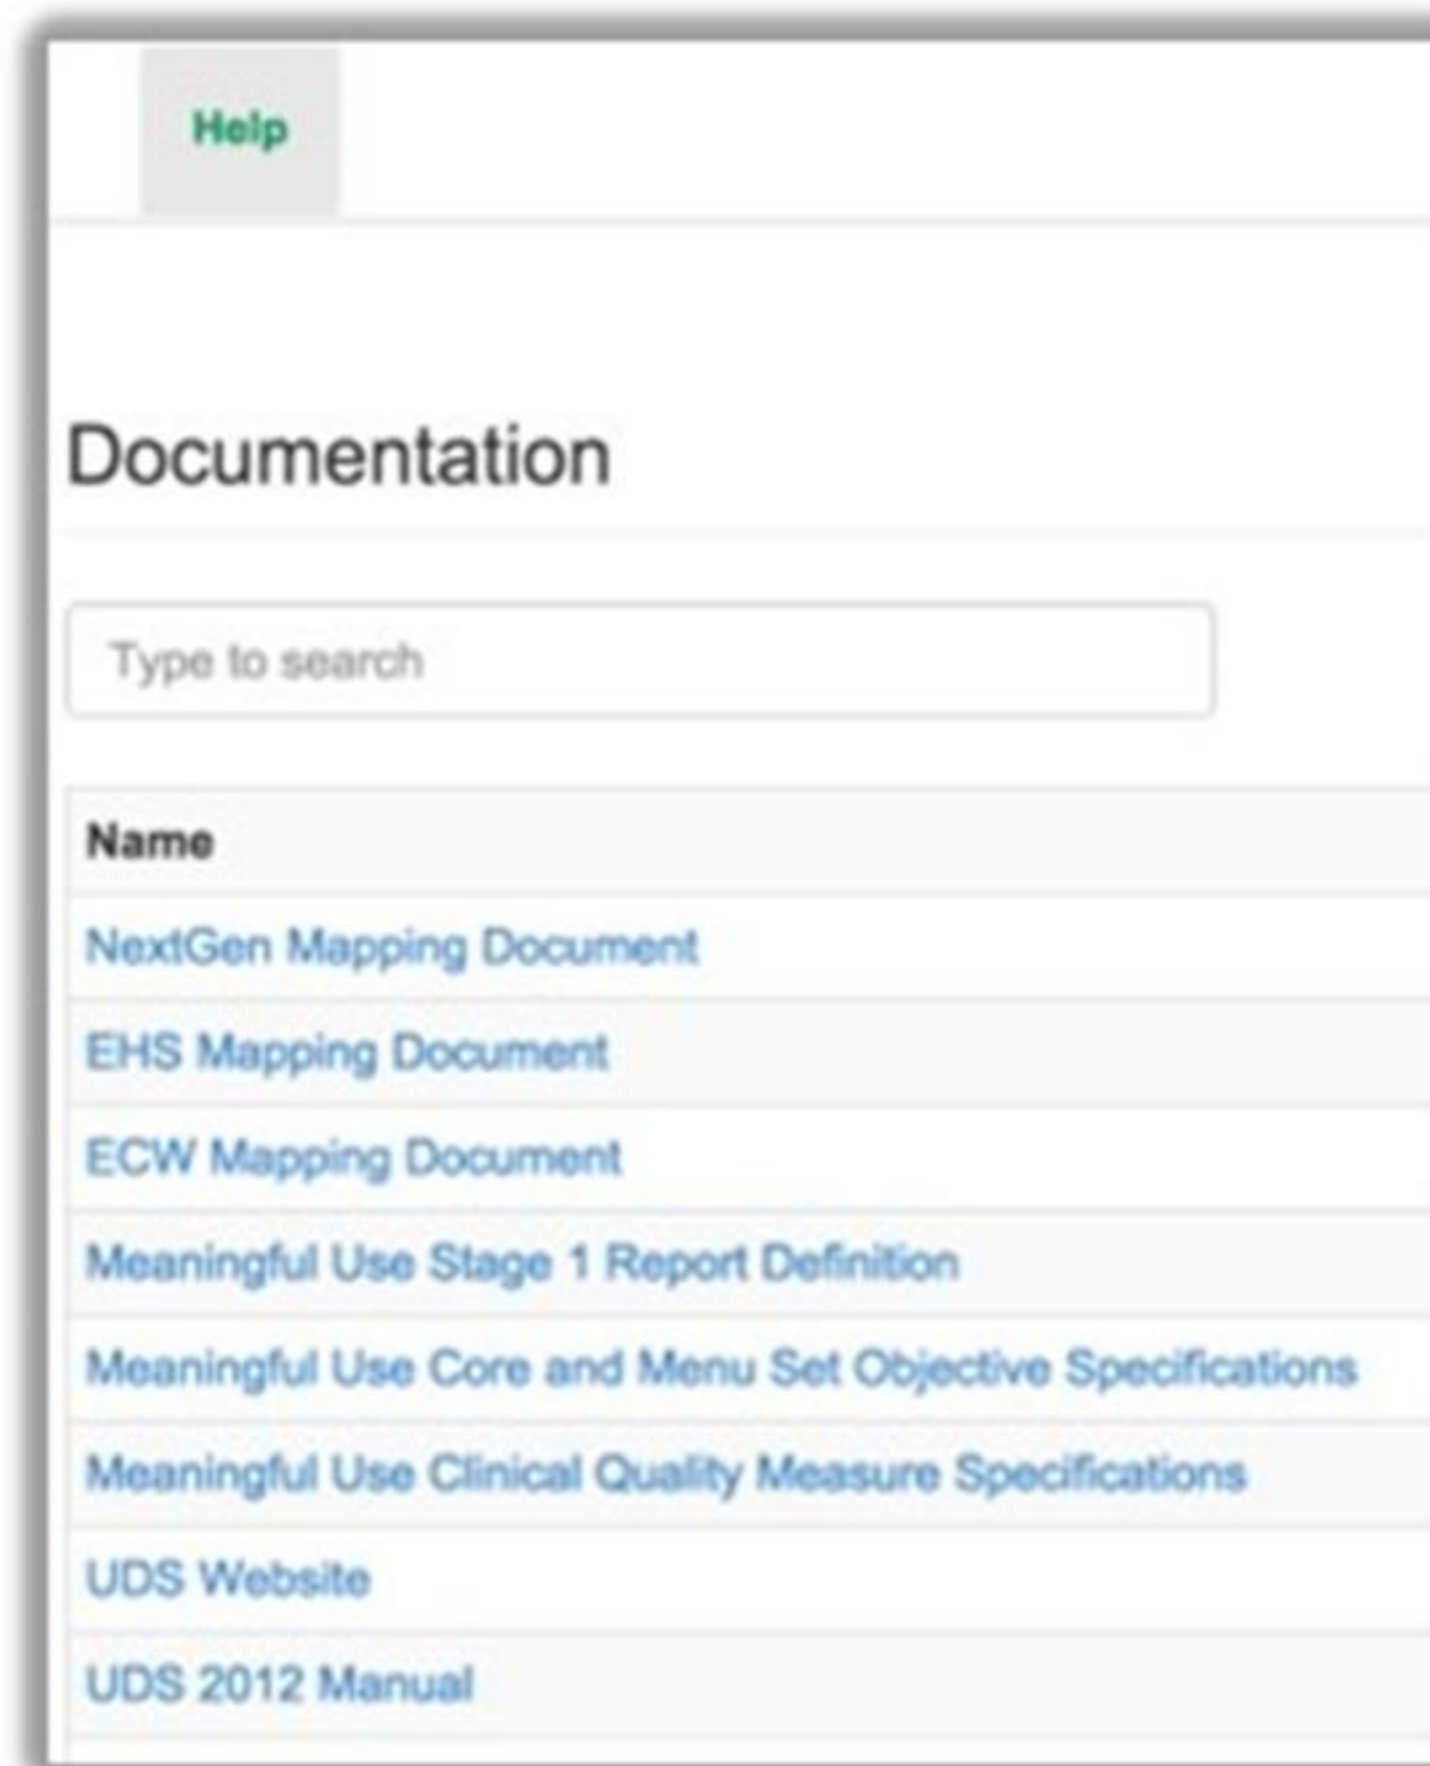 Help
Documentation
Type to search
Name
NextGen Mapping Document
EHS Mapping Document
ECW Mapping Document
Meaningful Use Stage 1 Report Definition
Meaningful Use Core and Menu Set Objective Specifications
Meaningful Use Clinical Quality Measure Specifications
UDS Website
UDS 2012 Manual